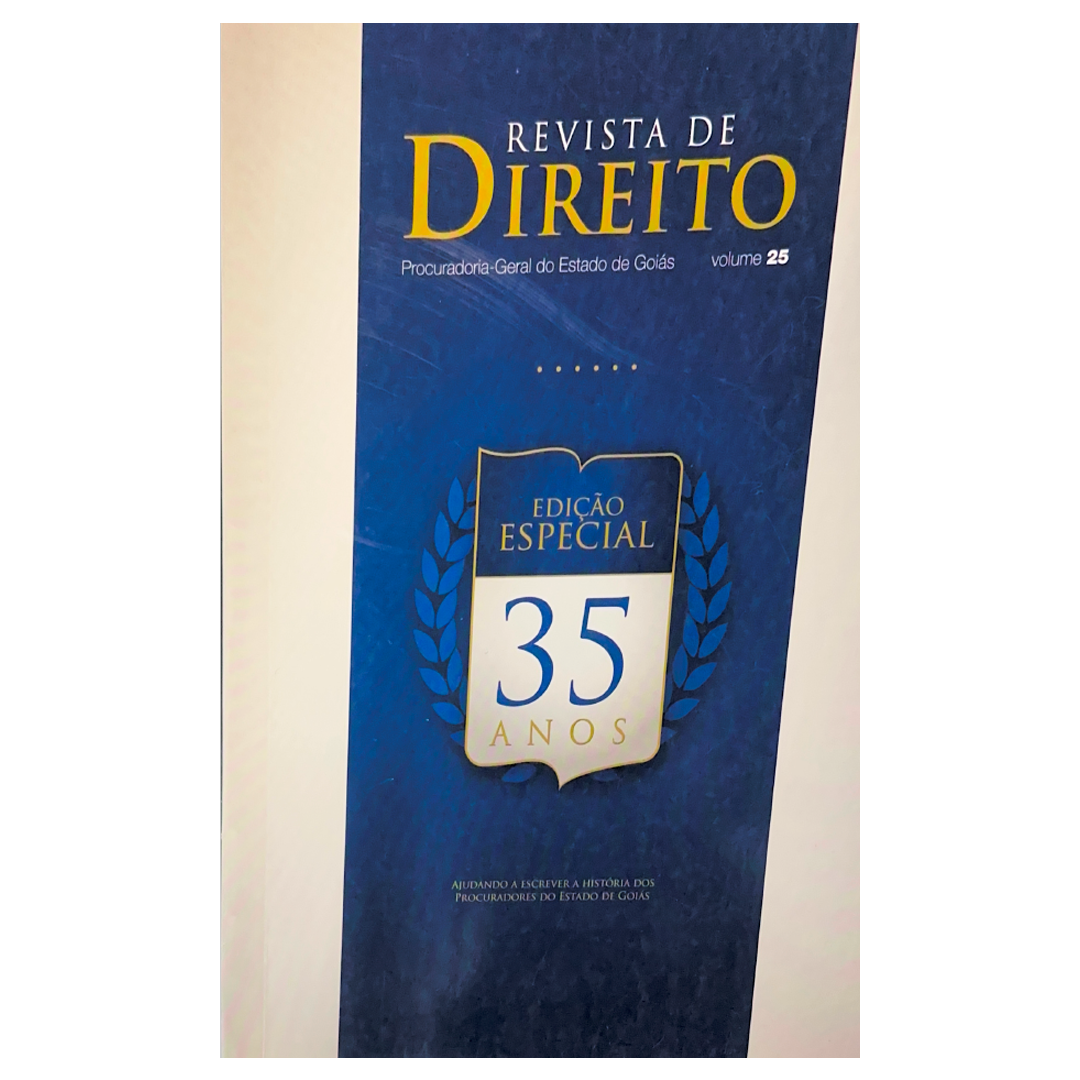 REVISTA DE
DIREITO
Procuradoria-Geral do Estado de Goiás volume 25
EDIÇÃO
ESPECIAL
35
ANOS
AJUDANDO A ESCREVER A HISTÓRIA DOS
PROCURADORES DO ESTADO DE GOIÁS